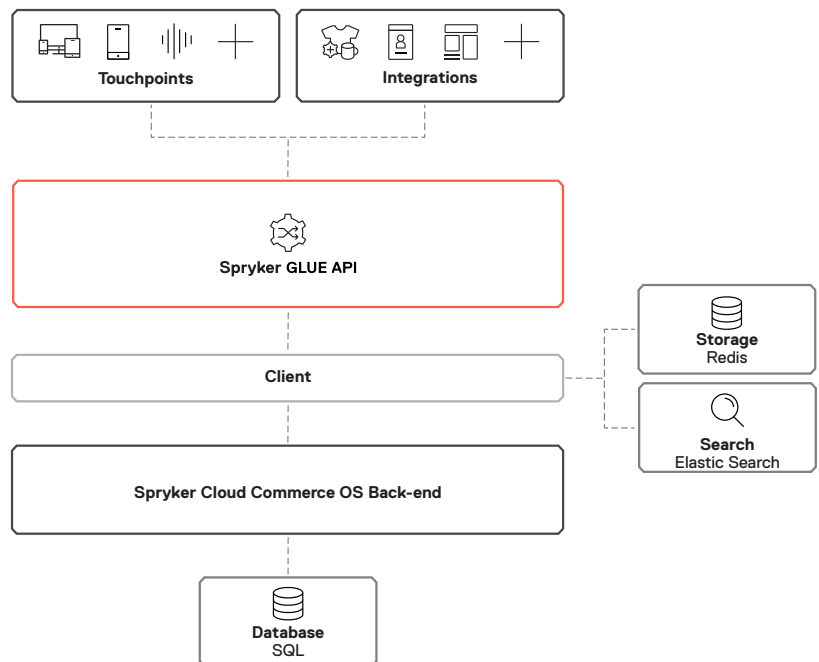 Touchpoints
Integrations
Spryker GLUE API
Client
Storage
Redis
Search
Elastic Search
Spryker Cloud Commerce OS Back-end
Database
SQL